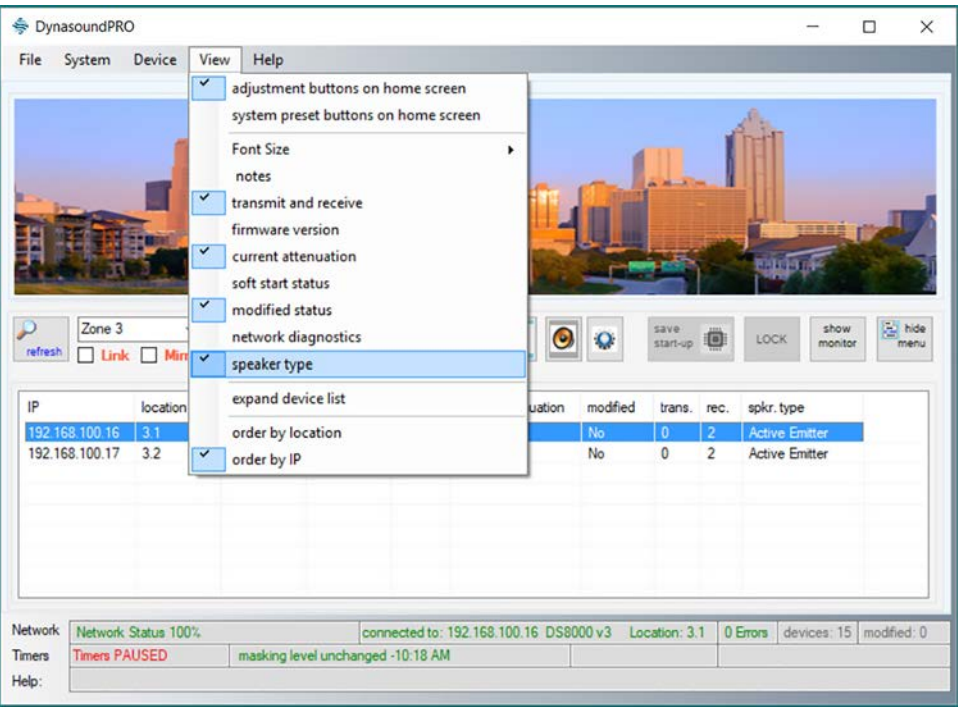 DynasoundPRO
File System Device View Help
adjustment buttons on home screen
system preset buttons on home screen
Font Size
notes
transmit and receive
firmware version
current attenuation
soft start status
modified status
network diagnostics
speaker type
expand device list
order by location
order by IP
refresh
Zone 3
Link
save start-up
LOCK
show monitor
hide menu
IP location modified trans. rec. spkr. type
192.168.100.16 3.1 No 0 2 Active Emitter
192.168.100.17 3.2 No 0 2 Active Emitter
Network Network Status 100% connected to: 192.168.100.16 DS8000 v3 Location: 3.1 0 Errors devices: 15 modified: 0
Timers Timers PAUSED masking level unchanged -10:18 AM
Help: